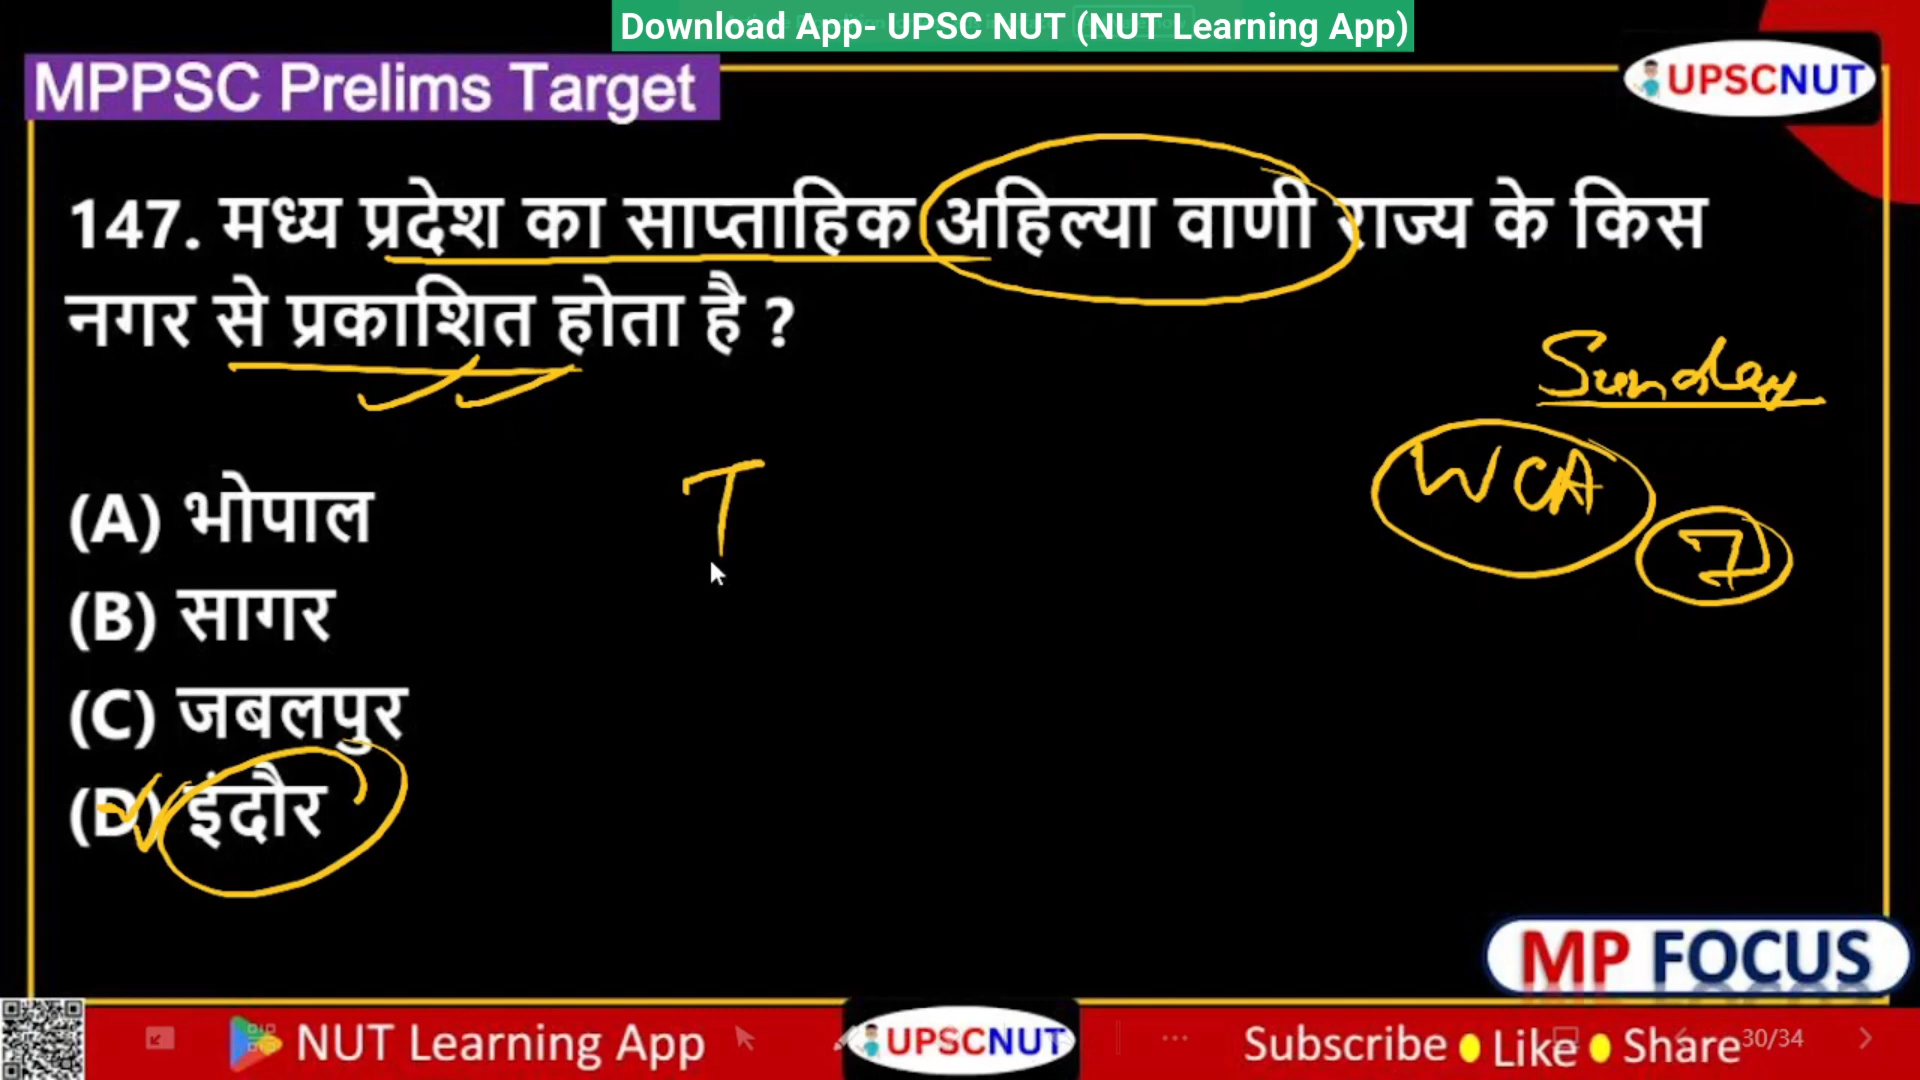 Download App- UPSC NUT (NUT Learning App)
MPPSC Prelims Target
UPSCNUT
147. मध्य प्रदेश का साप्ताहिक अहिल्या वाणी राज्य के किस
नगर से प्रकाशित होता है ?
Sunday
WCA
7
(A) भोपाल
T
(B) सागर
(C) जबलपुर
(D) इंदौर
MP FOCUS
NUT Learning App
UPSCNUT
Subscribe Like Share
30/34